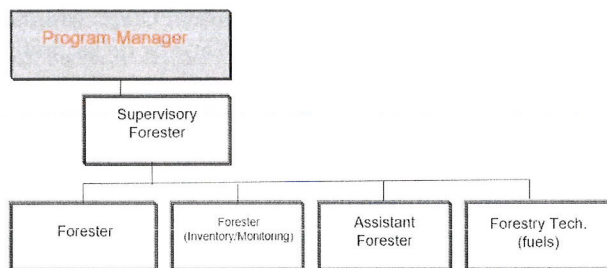 Program Manager
Supervisory
Forester
Forester
Forester
(Inventory/Monitoring)
Assistant
Forester
Forestry Tech.
(fuels)